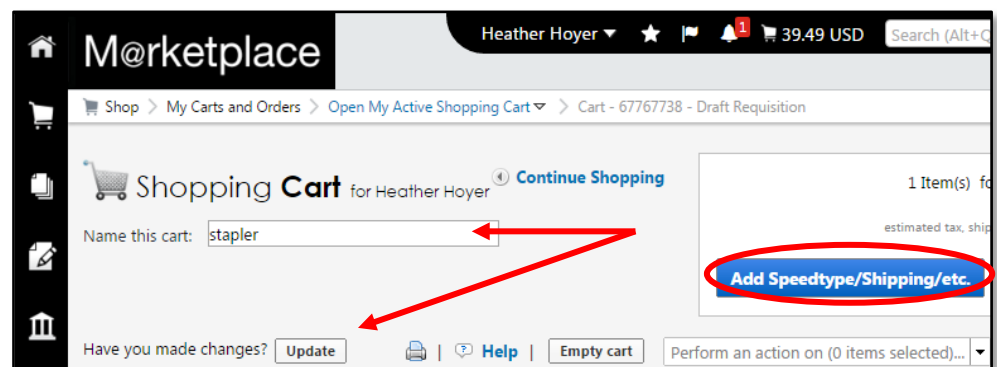 M@rketplace
Heather Hoyer 1 39.49 USD Search (Alt+Q
Shop > My Carts and Orders > Open My Active Shopping Cart > Cart - 67767738 - Draft Requisition
Shopping Cart for Heather Hoyer Continue Shopping
1 Item(s) fo
Name this cart: stapler
estimated tax, ship
Add Speedtype/Shipping/etc.
Have you made changes? Update | Help | Empty cart Perform an action on (0 items selected)...